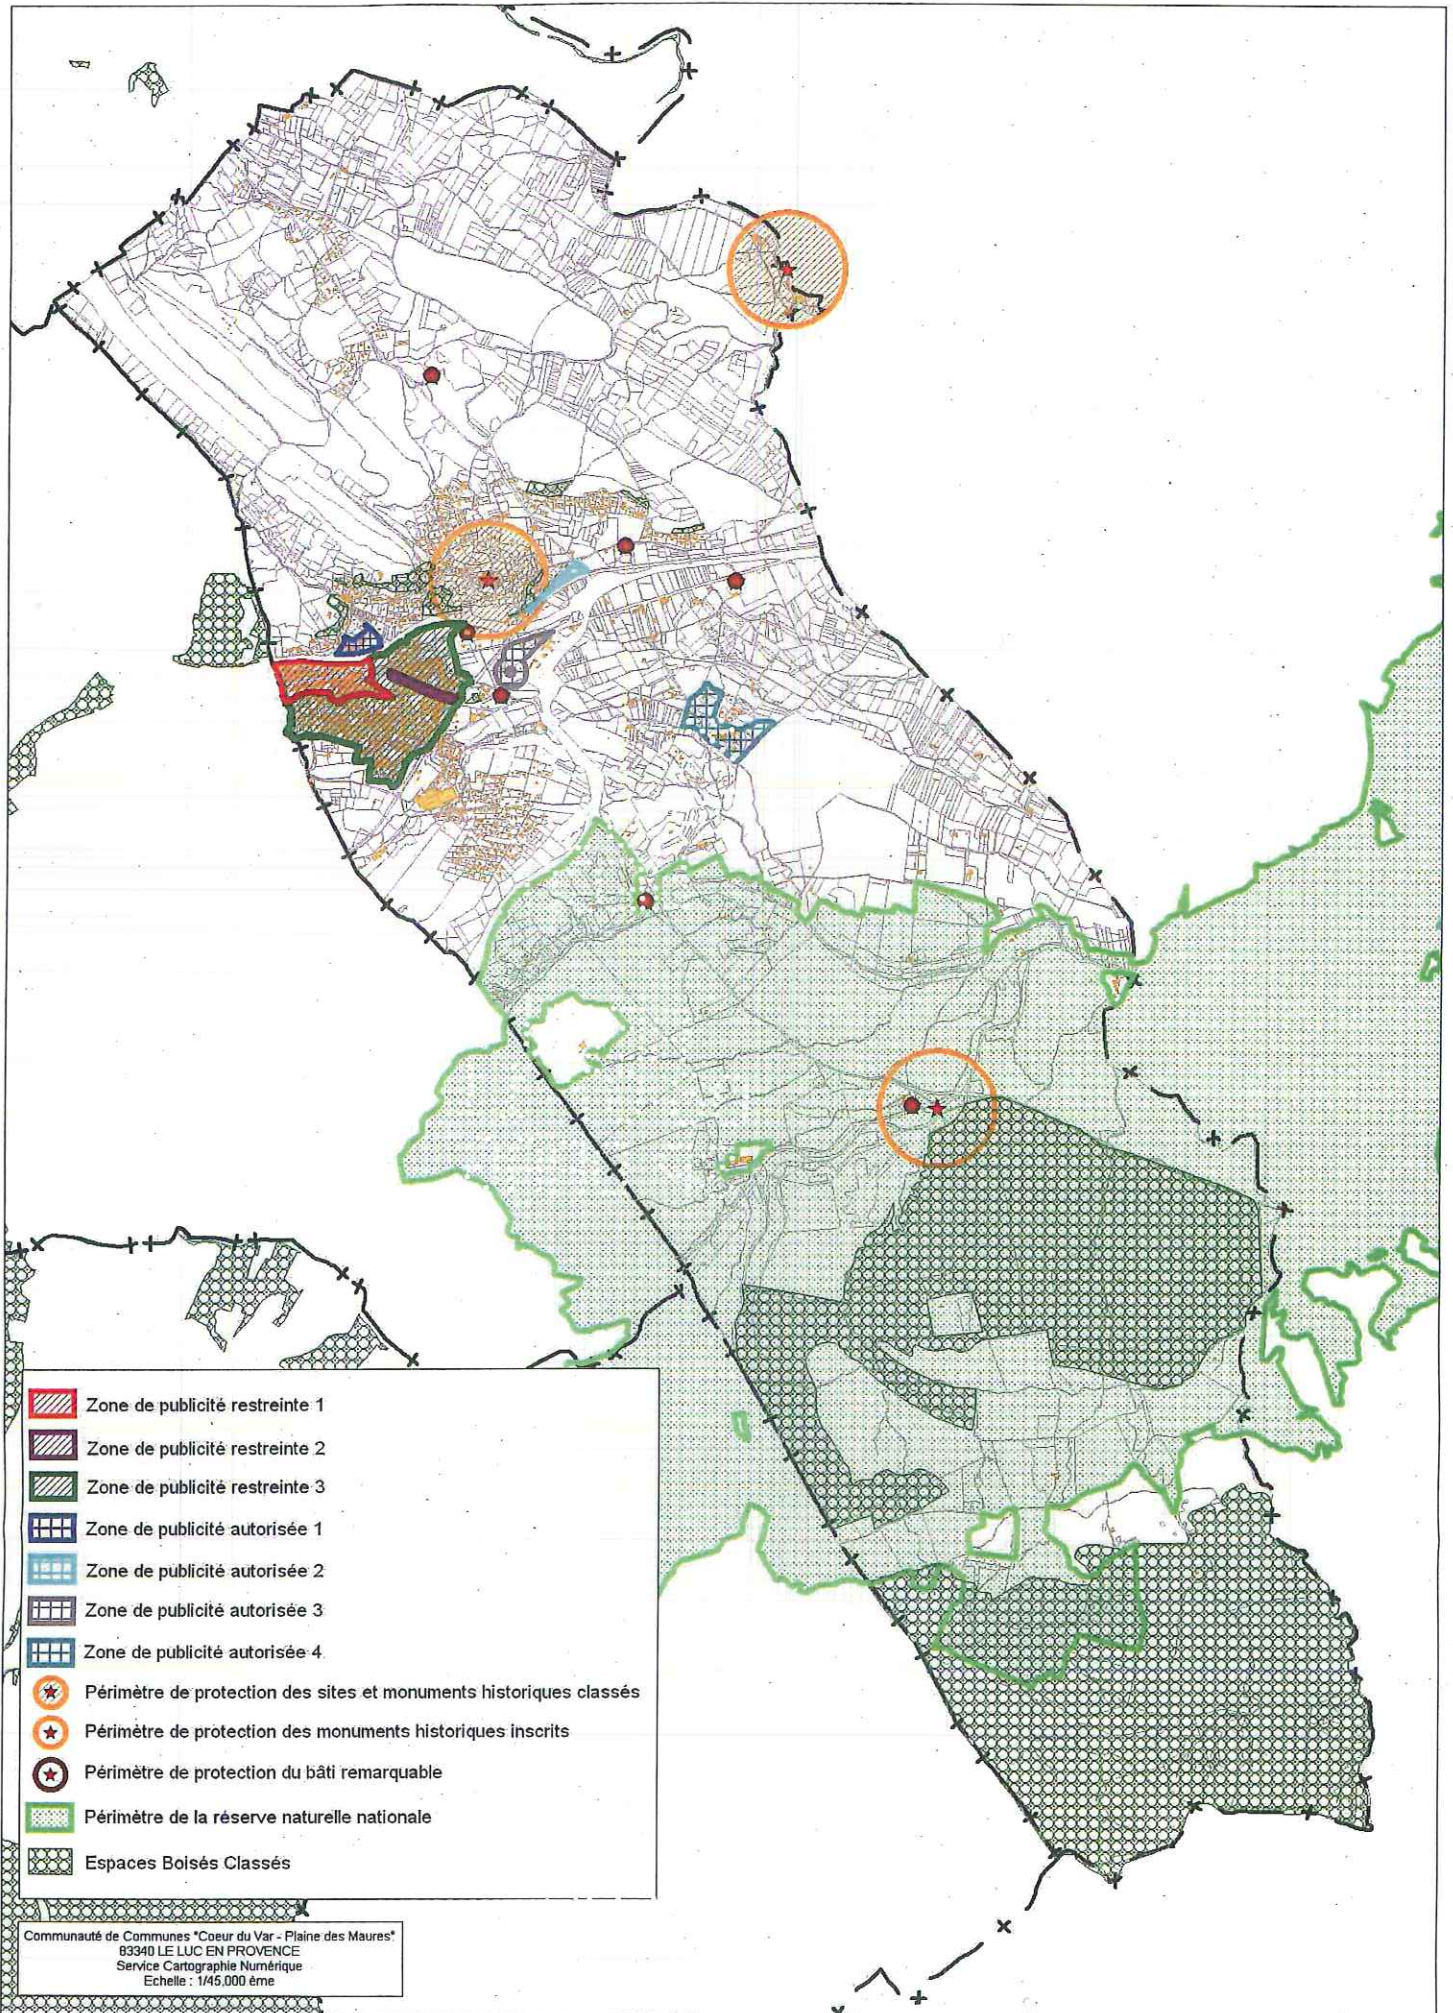 Zone de publicité restreinte 1
Zone de publicité restreinte 2
Zone de publicité restreinte 3
Zone de publicité autorisée 1
Zone de publicité autorisée 2
Zone de publicité autorisée 3
Zone de publicité autorisée 4
Périmètre de protection des sites et monuments historiques classés
Périmètre de protection des monuments historiques inscrits
Périmètre de protection du bâti remarquable
Périmètre de la réserve naturelle nationale
Espaces Boisés Classés
Communauté de Communes "Coeur du Var - Plaine des Maures"
83340 LE LUC EN PROVENCE
Service Cartographie Numérique
Echelle : 1/45,000 ème